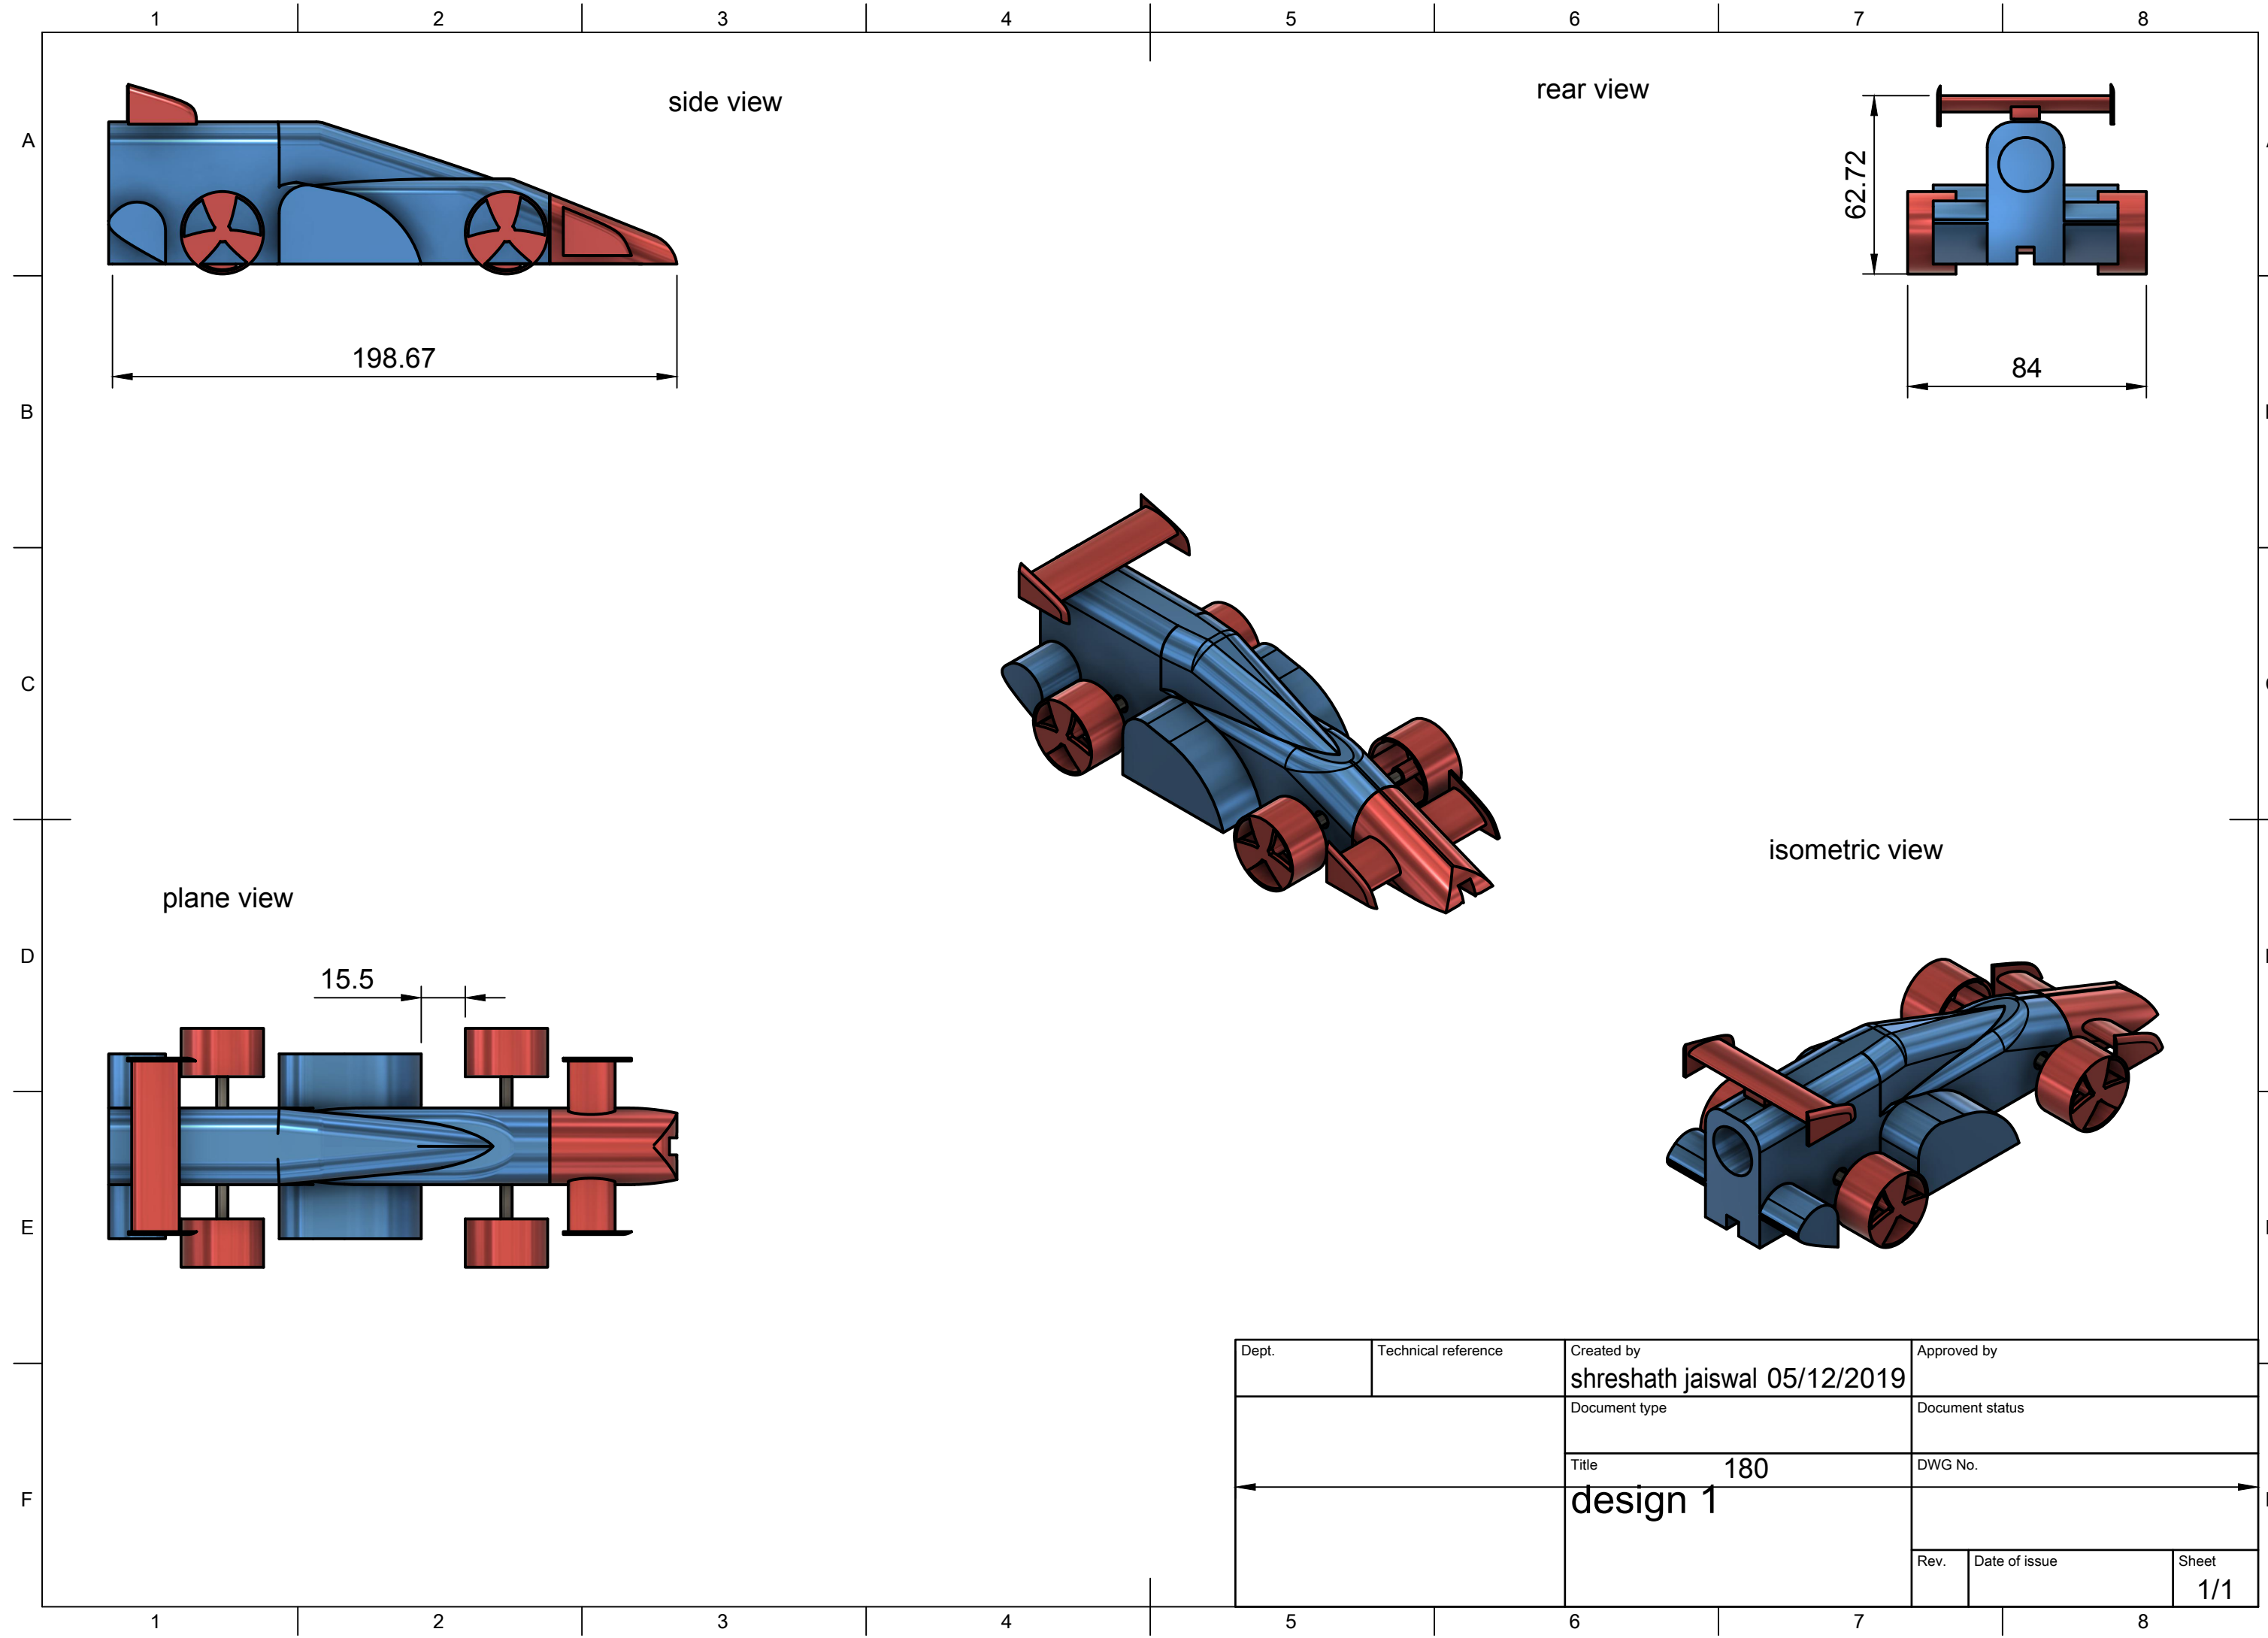 1 2 3 4 5 6 7 8
side view
rear view
A
62.72
198.67
84
B
C
isometric view
plane view
D
15.5
E
Dept. Technical reference Created by Approved by
shreshath jaiswal 05/12/2019
Document type Document status
Title 180 DWG No.
design 1
F
Rev. Date of issue Sheet
1/1
1 2 3 4 5 6 7 8